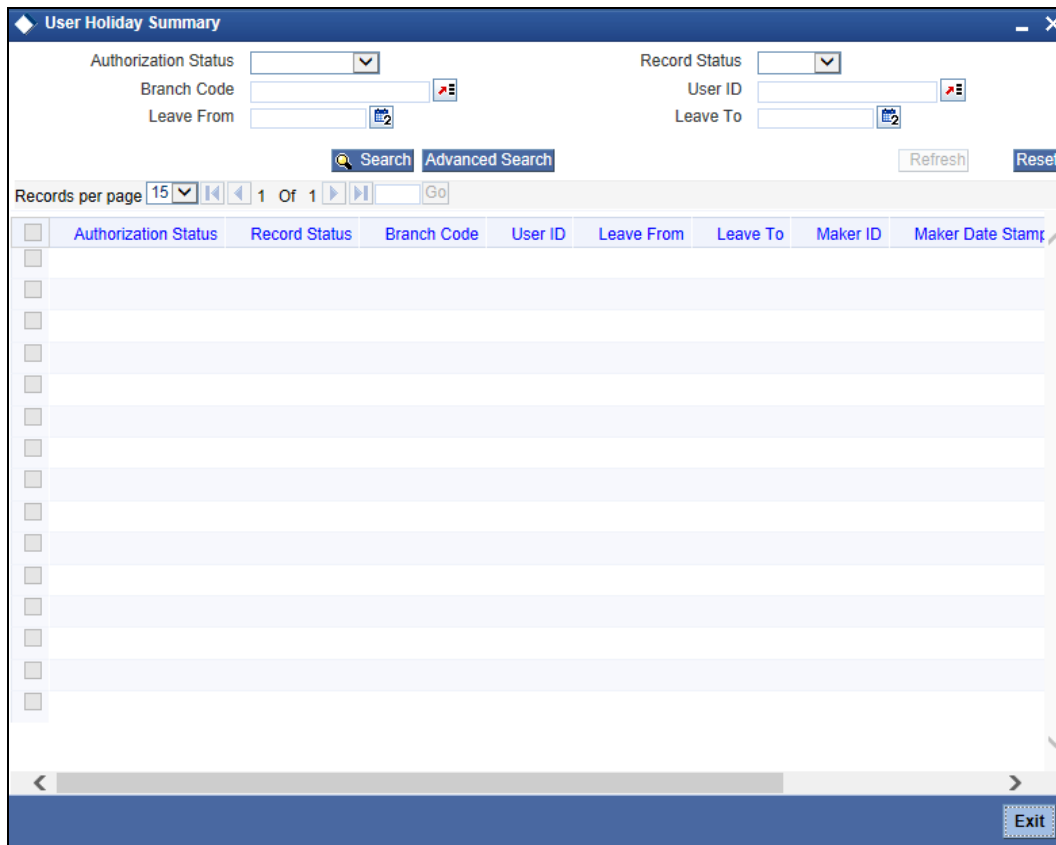 User Holiday Summary
Authorization Status Record Status
Branch Code User ID
Leave From Leave To
Search Advanced Search Refresh Reset
Records per page 15 1 Of 1 Go
Authorization Status Record Status Branch Code User ID Leave From Leave To Maker ID Maker Date Stamp
Exit